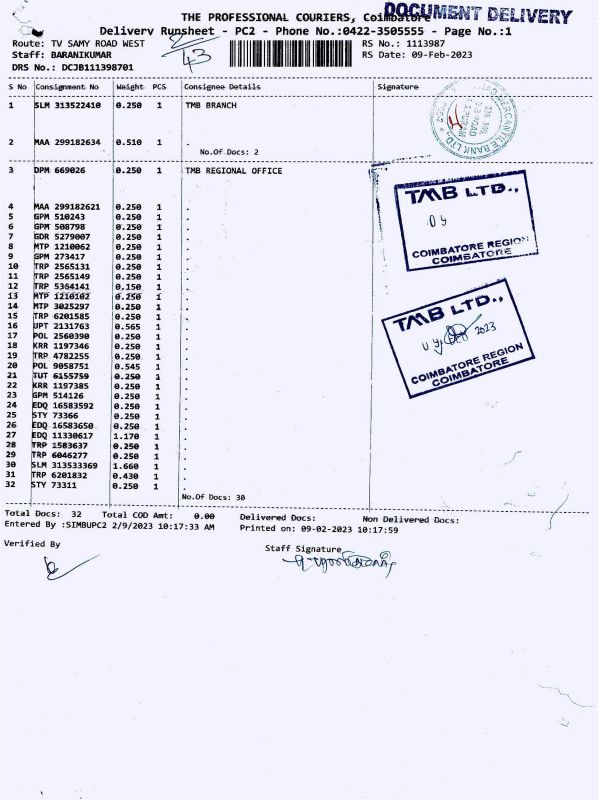 DOCUMENT DELIVERY
THE PROFESSIONAL COURIERS, Coimbatore
Delivery Runsheet - PC2 - Phone No.:0422-3505555 - Page No.:1
Route: TV SAMY ROAD WEST
RS No.: 1113987
Staff: BARANIKUMAR
43
RS Date: 09-Feb-2023
DRS No.: DCJB111398701
S No Consignment No Weight PCS Consignee Details Signature
1 SLM 313522410 0.250 1 TMB BRANCH
2 MAA 299182634 0.510 1 .
No.Of Docs: 2
3 DPM 669026 0.250 1 TMB REGIONAL OFFICE
4 MAA 299182621 0.250 1 .
5 GPM 510243 0.250 1 .
6 GPM 508798 0.250 1 .
7 GDR 5279007 0.250 1 .
8 MTP 1210062 0.250 1 .
9 GPM 273417 0.250 1 .
10 TRP 2565131 0.250 1 .
11 TRP 2565149 0.250 1 .
12 TRP 5364141 0.150 1 .
13 MTP 1210102 0.250 1 .
14 MTP 3025297 0.250 1 .
15 TRP 6201585 0.250 1 .
16 UPT 2131763 0.565 1 .
17 POL 2560390 0.250 1 .
18 KRR 1197346 0.250 1 .
19 TRP 4782255 0.250 1 .
20 POL 9058751 0.545 1 .
21 TUT 6155759 0.250 1 .
22 KRR 1197385 0.250 1 .
23 GPM 514126 0.250 1 .
24 EDQ 16583592 0.250 1 .
25 STY 73366 0.250 1 .
26 EDQ 16583650 0.250 1 .
27 EDQ 11330617 1.170 1 .
28 TRP 1583637 0.250 1 .
29 TRP 6046277 0.250 1 .
30 SLM 313533369 1.660 1 .
31 TRP 6201832 0.430 1 .
32 STY 73311 0.250 1 .
No.Of Docs: 30
TMB LTD.,
COIMBATORE REGION
COIMBATORE
TMB LTD.,
2023
COIMBATORE REGION
COIMBATORE
Total Docs: 32 Total COD Amt: 0.00 Delivered Docs: Non Delivered Docs:
Entered By :SIMBUPC2 2/9/2023 10:17:33 AM Printed on: 09-02-2023 10:17:59
Verified By
Staff Signature